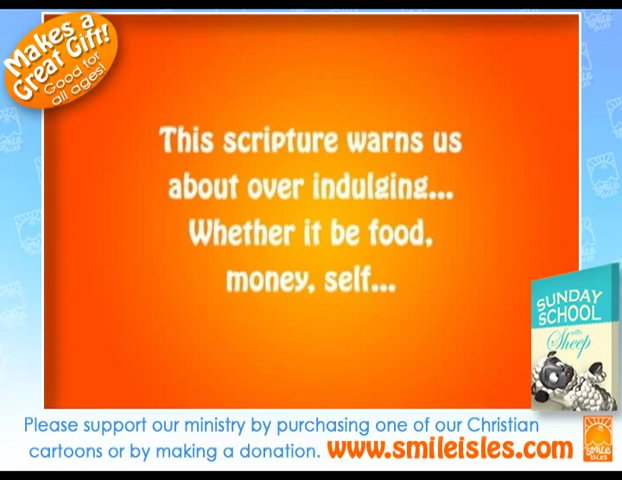 Makes a
Great Gift!
Good for
all ages!
This scripture warns us
about over indulging...
Whether it be food,
money, self...
SUNDAY
SCHOOL
with
Sheep
Please support our ministry by purchasing one of our Christian
cartoons or by making a donation. www.smileisles.com
SMILE
ISLES